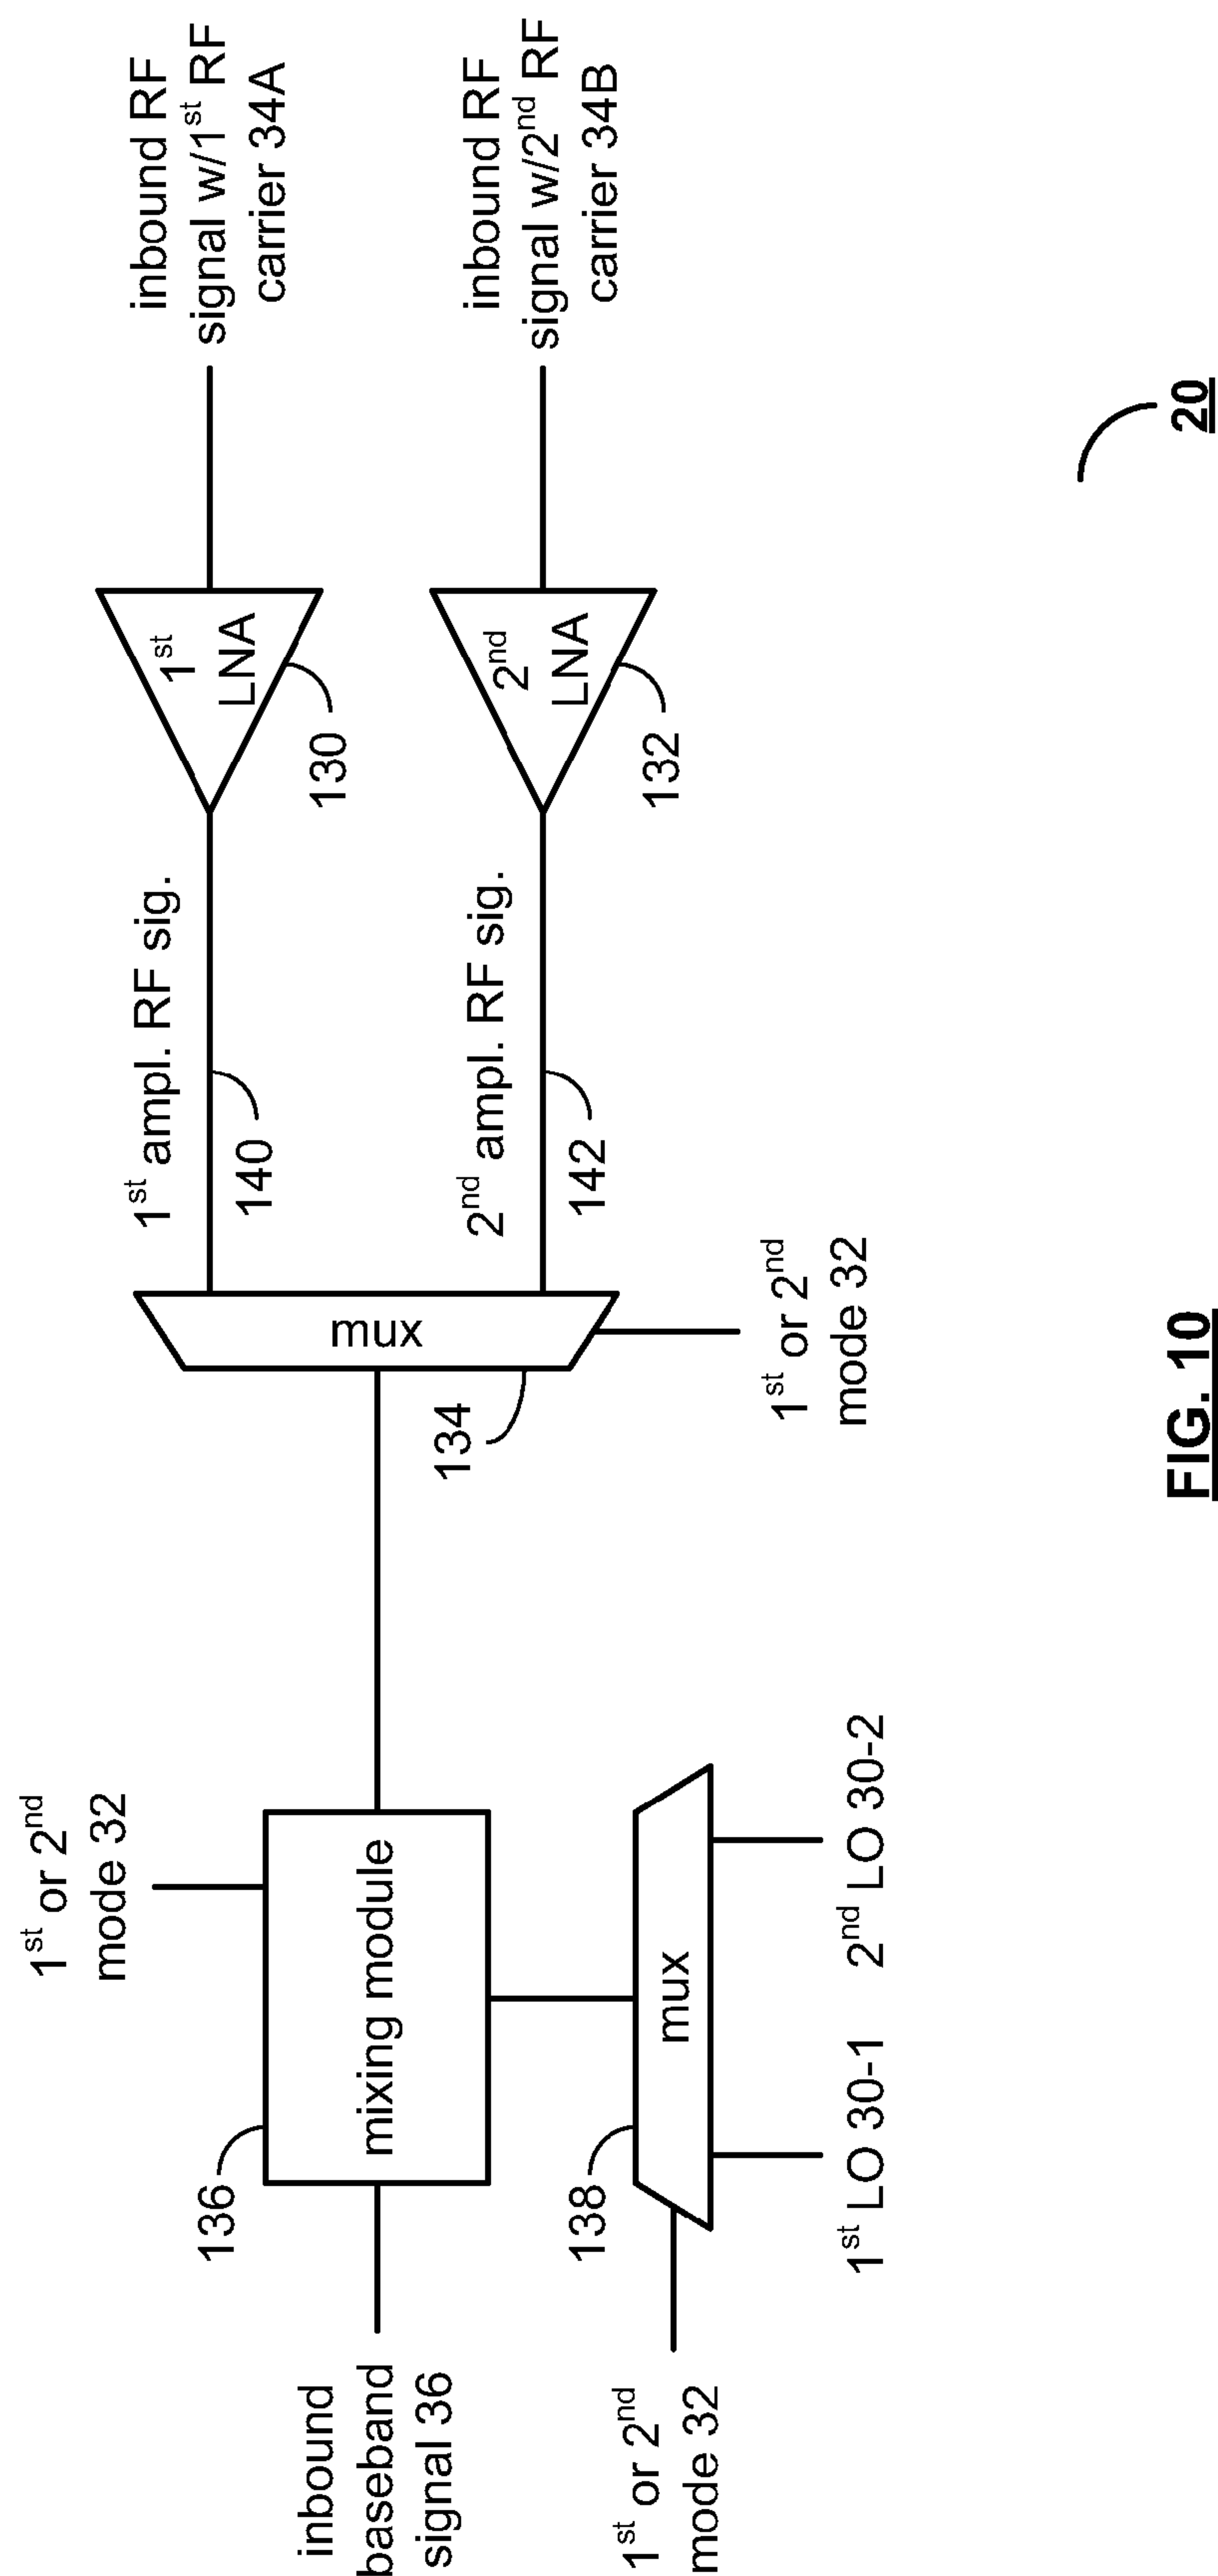 inbound RF
signal w/1st RF
carrier 34A
inbound RF
signal w/2nd RF
carrier 34B
1st
LNA
130
2nd
LNA
132
1st ampl. RF sig.
140
2nd ampl. RF sig.
142
mux
134
1st or 2nd
mode 32
1st or 2nd
mode 32
mixing module
136
mux
138
1st LO 30-1
2nd LO 30-2
inbound
baseband
signal 36
1st or 2nd
mode 32
20
FIG. 10